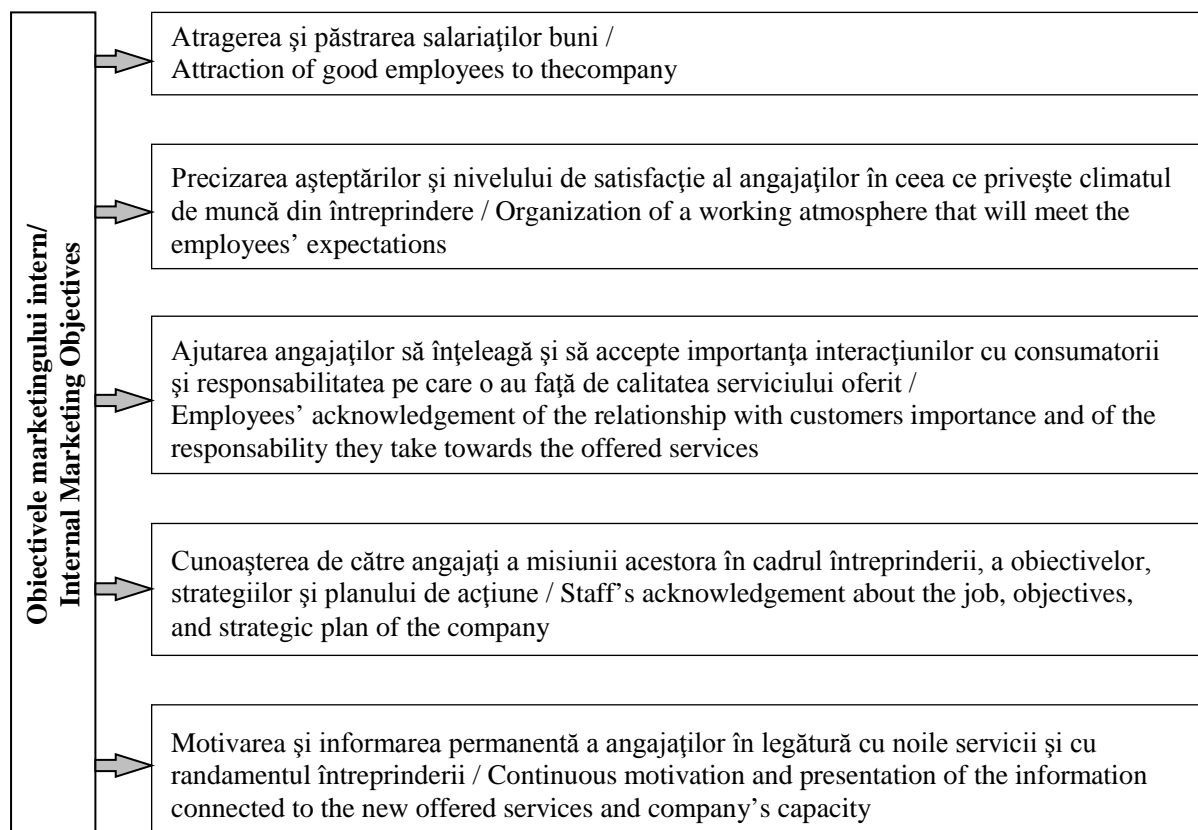 Obiectivele marketingului intern/
Internal Marketing Objectives
Atragerea şi păstrarea salariaţilor buni /
Attraction of good employees to thecompany
Precizarea aşteptărilor şi nivelului de satisfacţie al angajaţilor în ceea ce priveşte climatul
de muncă din întreprindere / Organization of a working atmosphere that will meet the
employees’ expectations
Ajutarea angajaţilor să înţeleagă şi să accepte importanţa interacţiunilor cu consumatorii
şi responsabilitatea pe care o au faţă de calitatea serviciului oferit /
Employees’ acknowledgement of the relationship with customers importance and of the
responsability they take towards the offered services
Cunoaşterea de către angajaţi a misiunii acestora în cadrul întreprinderii, a obiectivelor,
strategiilor şi planului de acţiune / Staff’s acknowledgement about the job, objectives,
and strategic plan of the company
Motivarea şi informarea permanentă a angajaţilor în legătură cu noile servicii şi cu
randamentul întreprinderii / Continuous motivation and presentation of the information
connected to the new offered services and company’s capacity